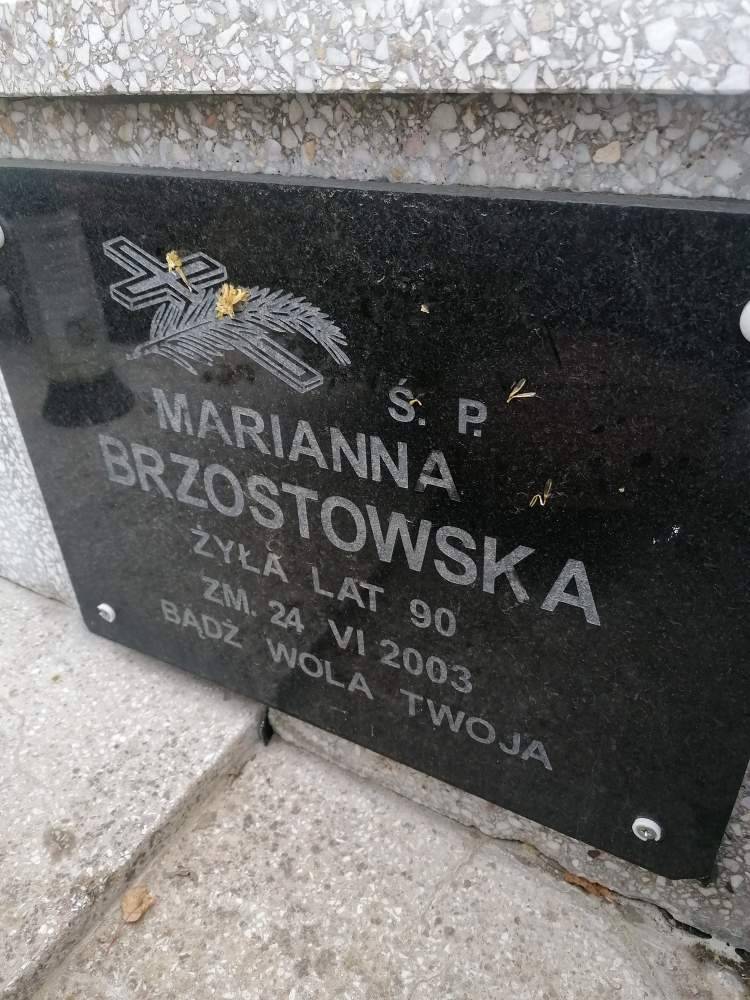 Ś. P.
MARIANNA
BRZOSTOWSKA
ŻYŁA LAT 90
ZM. 24 VI 2003
BĄDŹ WOLA TWOJA